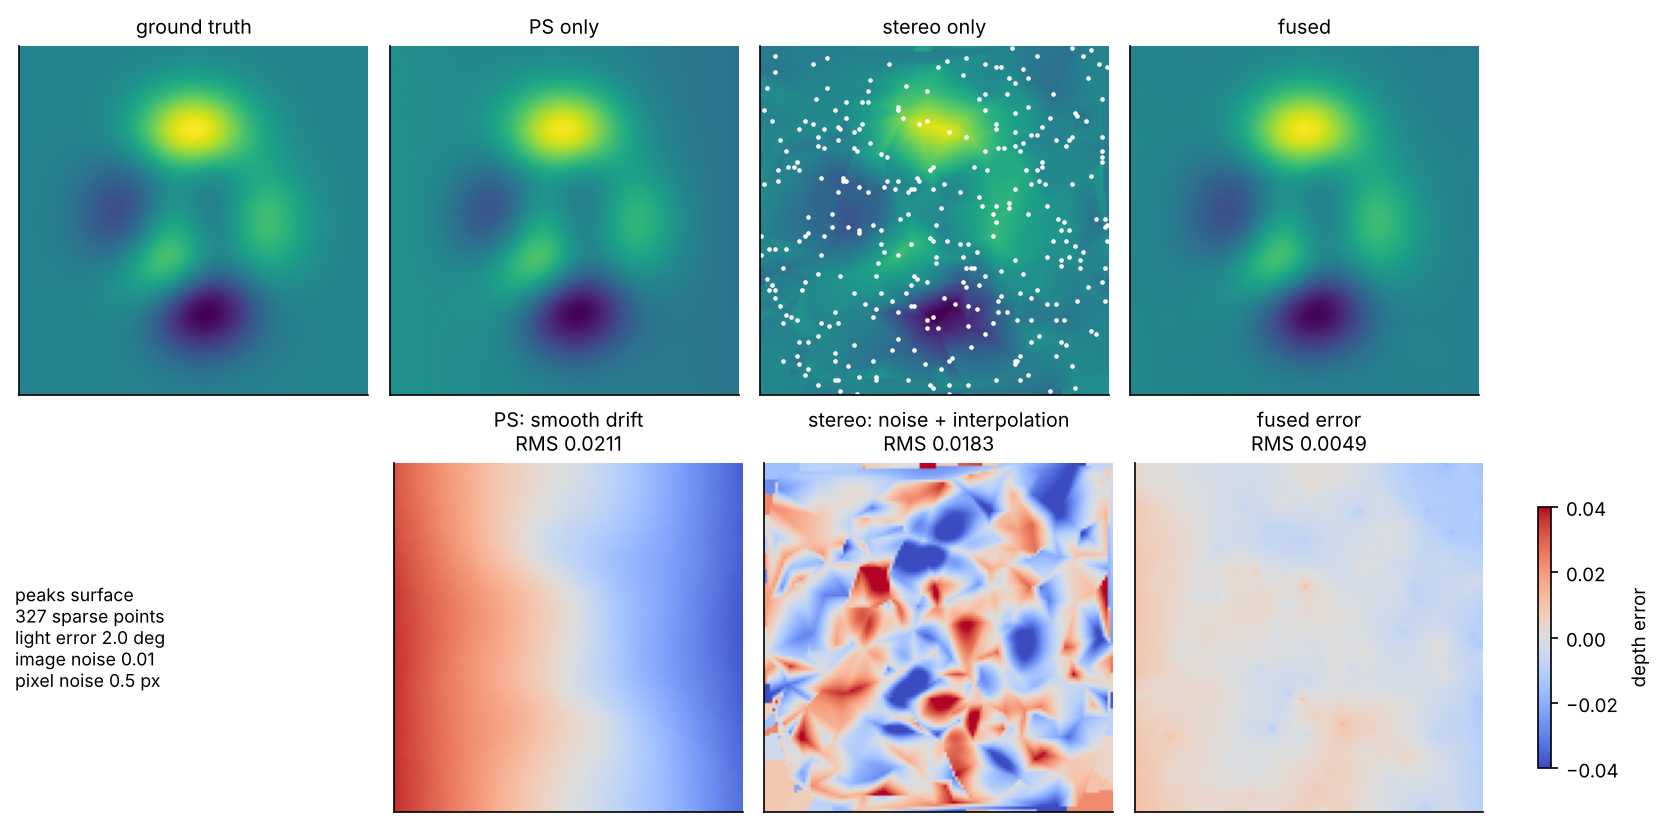 ground truth
PS only
stereo only
fused
PS: smooth drift
RMS 0.0211
stereo: noise + interpolation
RMS 0.0183
fused error
RMS 0.0049
peaks surface
327 sparse points
light error 2.0 deg
image noise 0.01
pixel noise 0.5 px
0.04
0.02
0.00
−0.02
−0.04
depth error